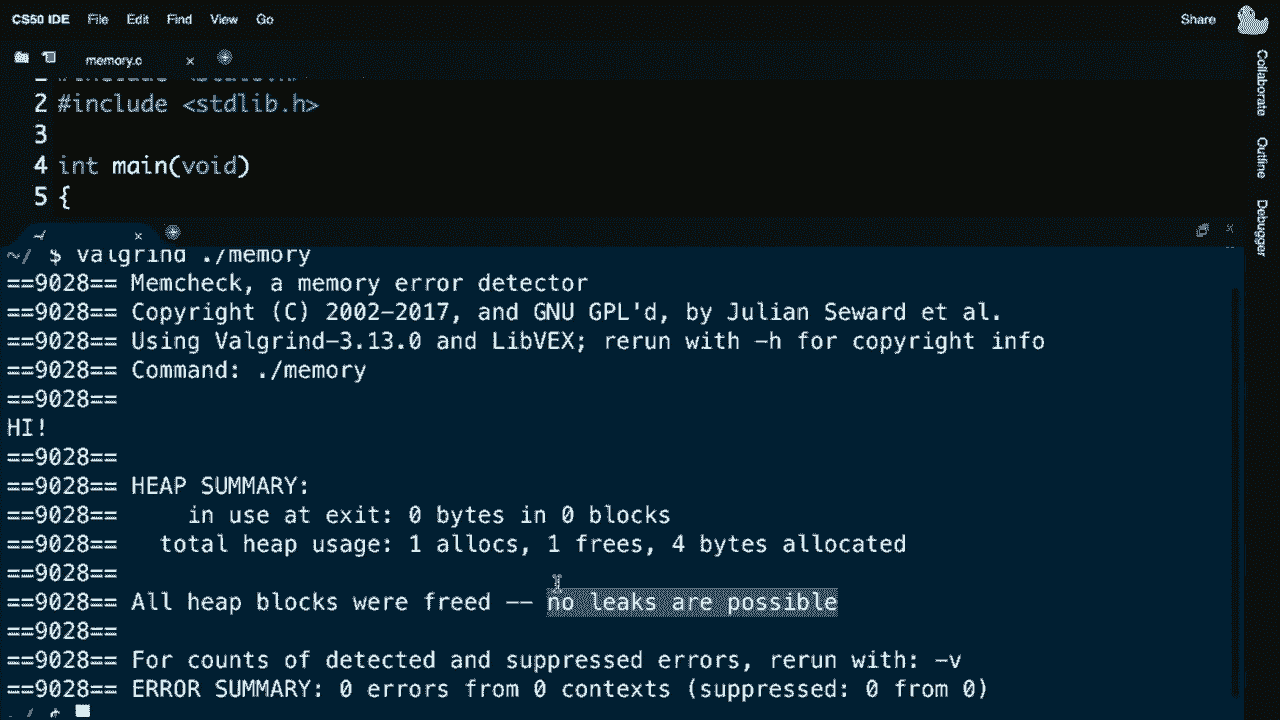 CS50 IDE File Edit Find View Go Share
memory.c
2 #include <stdlib.h>
3
4 int main(void)
5 {
Collaborate
Outline
Debugger
~/ $ valgrind ./memory
==9028== Memcheck, a memory error detector
==9028== Copyright (C) 2002-2017, and GNU GPL'd, by Julian Seward et al.
==9028== Using Valgrind-3.13.0 and LibVEX; rerun with -h for copyright info
==9028== Command: ./memory
==9028==
HI!
==9028==
==9028== HEAP SUMMARY:
==9028== in use at exit: 0 bytes in 0 blocks
==9028== total heap usage: 1 allocs, 1 frees, 4 bytes allocated
==9028==
==9028== All heap blocks were freed -- no leaks are possible
==9028==
==9028== For counts of detected and suppressed errors, rerun with: -v
==9028== ERROR SUMMARY: 0 errors from 0 contexts (suppressed: 0 from 0)